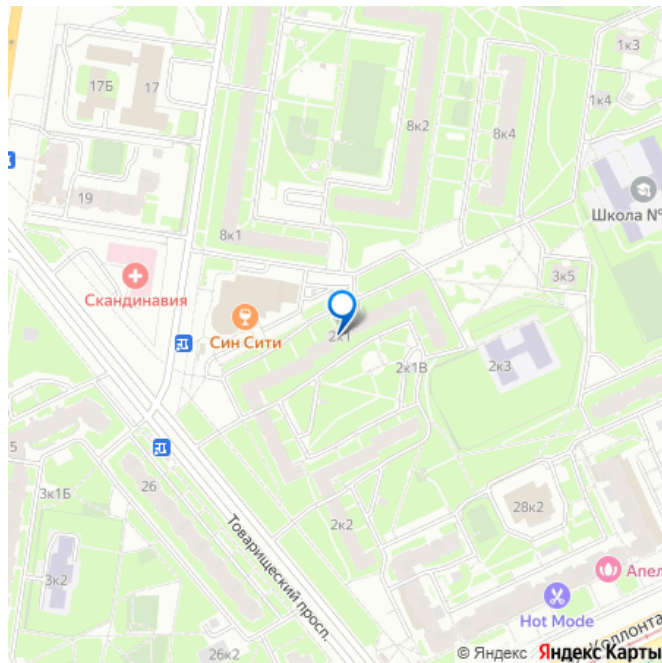 1к3
17Б
17
1к4
8к2
8к4
19
Школа №
8к1
3к5
Скандинавия
Син Сити
2к1
2к1В
2к3
5
26
3к1Б
28к2
2к2
Товарищеский просп.
3к2
Апел
Hot Mode
26к2
Коллонта
© Яндекс Яндекс Карты